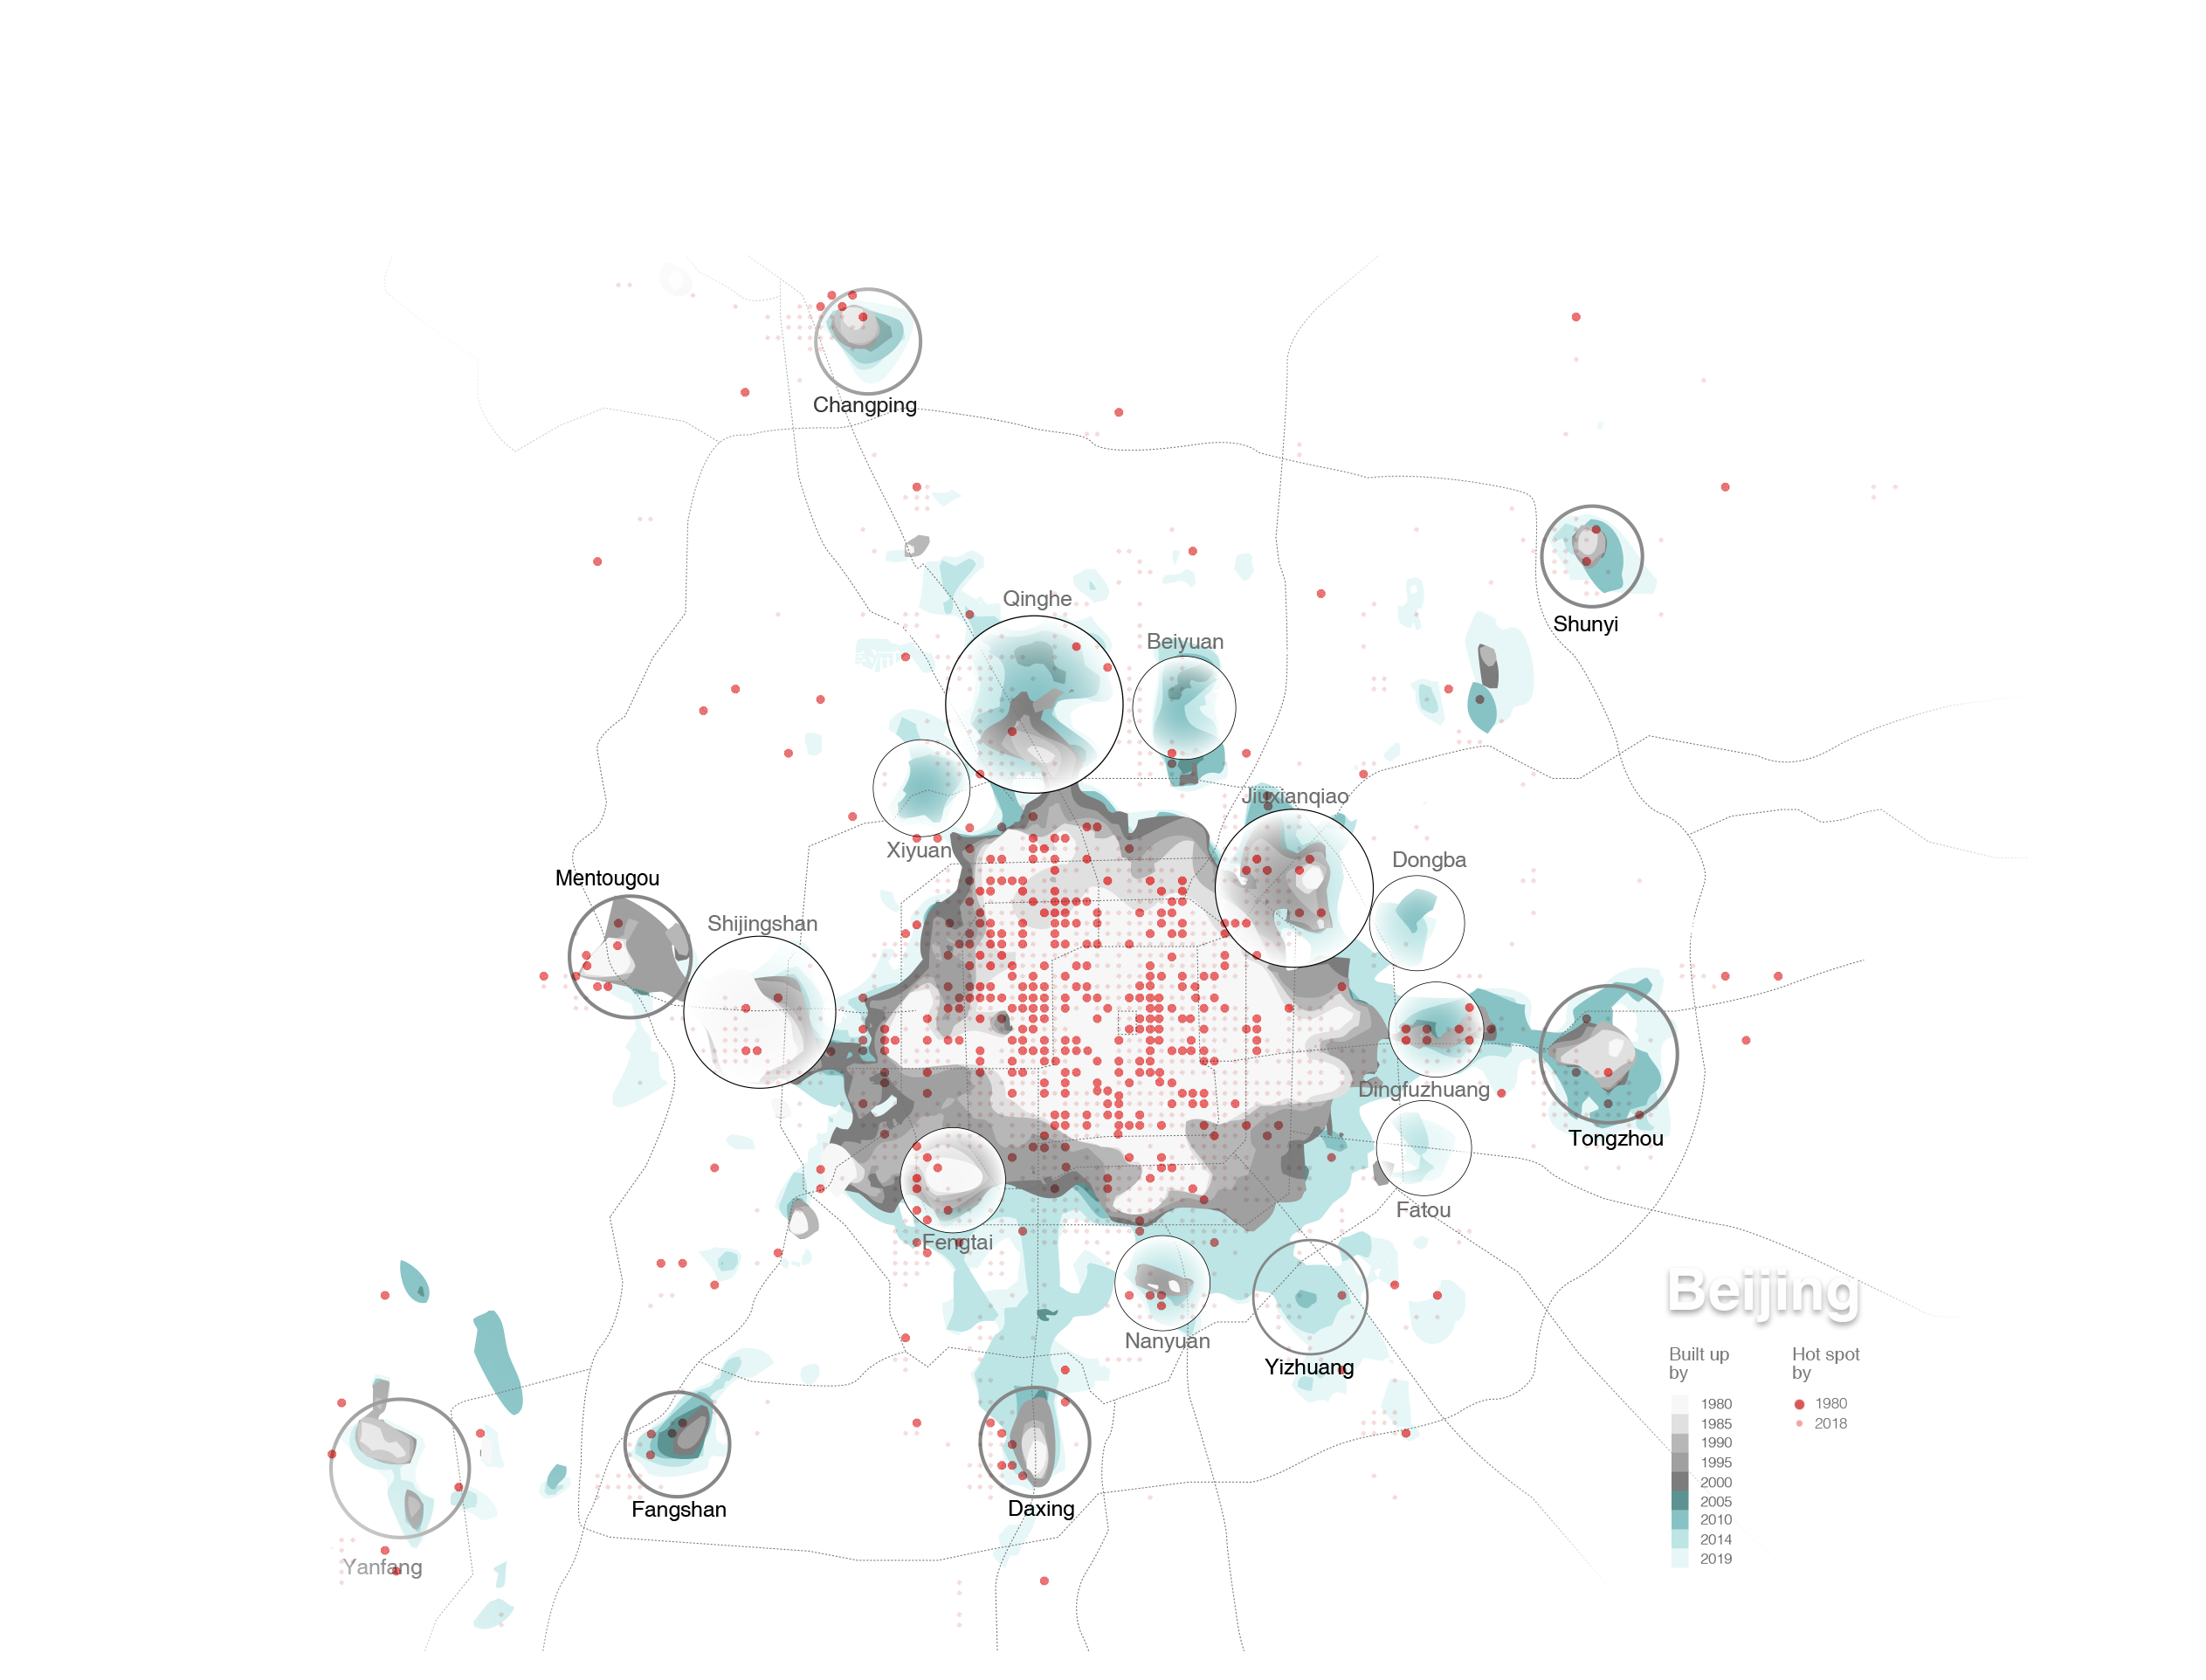 Changping
Shunyi
Qinghe
Beiyuan
Jiuxianqiao
Xiyuan
Dongba
Mentougou
Shijingshan
Dingfuzhuang
Tongzhou
Fatou
Fengtai
Nanyuan
Yizhuang
Fangshan
Daxing
Yanfang
Beijing
Built up
by
1980
1985
1990
1995
2000
2005
2010
2014
2019
Hot spot
by
1980
2018